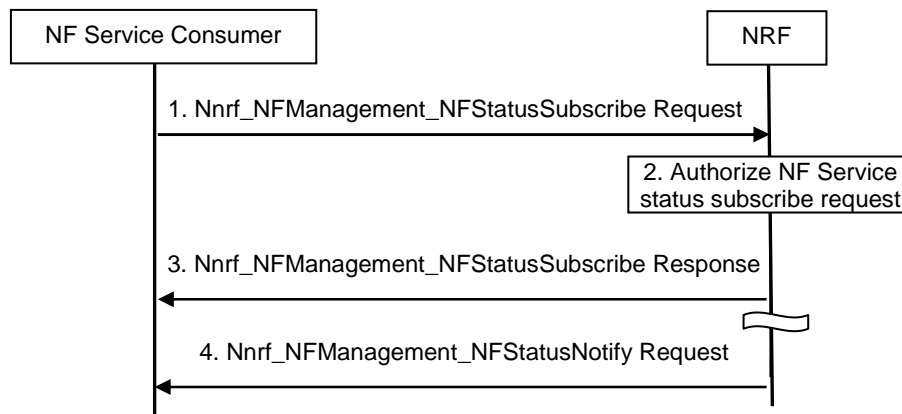 NF Service Consumer
NRF
1. Nnrf_NFManagement_NFStatusSubscribe Request
2. Authorize NF Service
status subscribe request
3. Nnrf_NFManagement_NFStatusSubscribe Response
4. Nnrf_NFManagement_NFStatusNotify Request